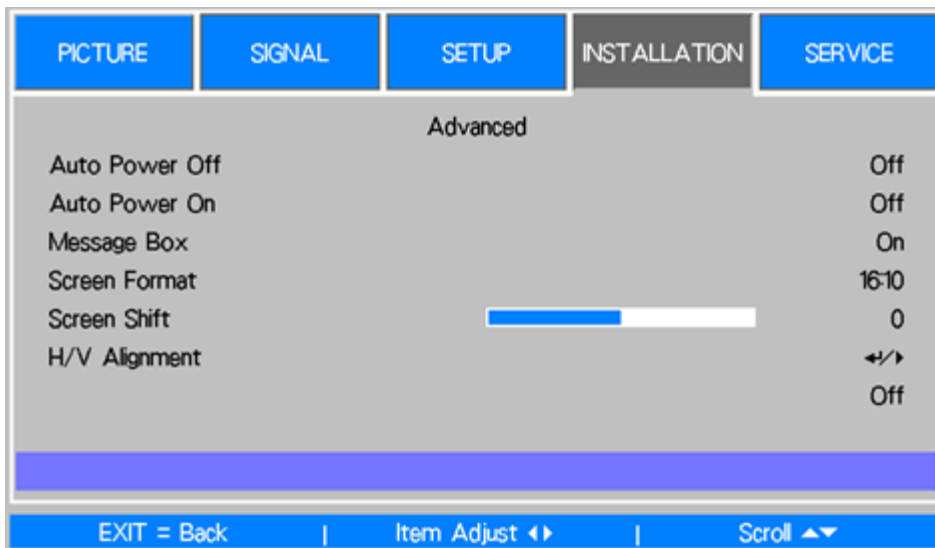 PICTURE SIGNAL SETUP INSTALLATION SERVICE
Advanced
Auto Power Off Off
Auto Power On Off
Message Box On
Screen Format 16:10
Screen Shift 0
H/V Alignment ↵/▶
Off
EXIT = Back | Item Adjust ◀▶ | Scroll ▲▼